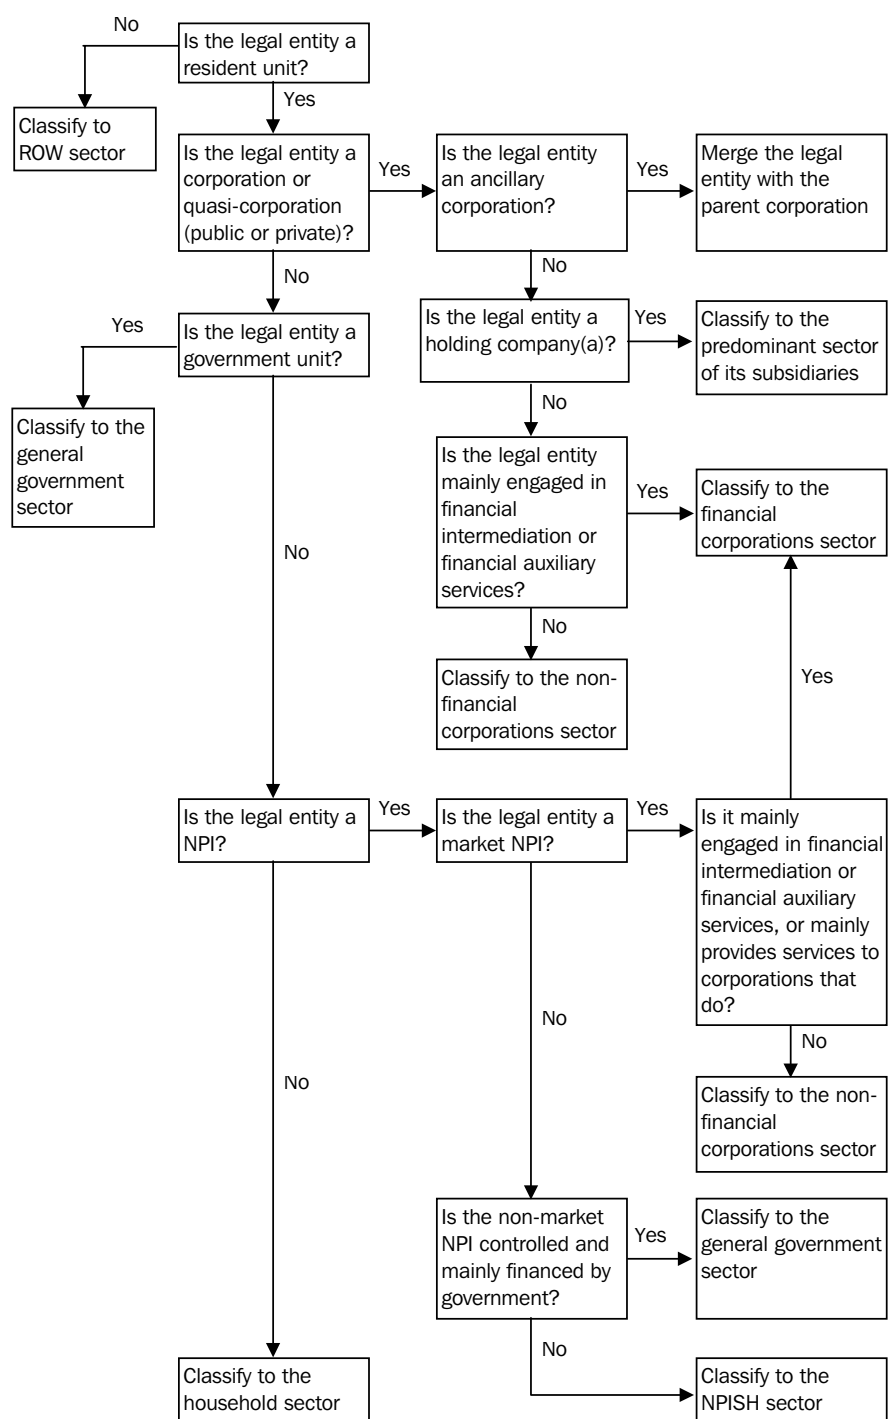 No
Is the legal entity a
resident unit?
Yes
Classify to
ROW sector
Is the legal entity a
corporation or
quasi-corporation
(public or private)?
Yes
Is the legal entity
an ancillary
corporation?
Yes
Merge the legal
entity with the
parent corporation
No
No
Yes
Is the legal entity a
government unit?
Is the legal entity a
holding company(a)?
Yes
Classify to the
predominant sector
of its subsidiaries
Classify to the
general
government
sector
No
Is the legal entity
mainly engaged in
financial
intermediation or
financial auxiliary
services?
Yes
Classify to the
financial
corporations sector
No
No
Classify to the non-
financial
corporations sector
Yes
Is the legal entity a
NPI?
Yes
Is the legal entity a
market NPI?
Yes
Is it mainly
engaged in financial
intermediation or
financial auxiliary
services, or mainly
provides services to
corporations that
do?
No
No
No
Classify to the non-
financial
corporations sector
Is the non-market
NPI controlled and
mainly financed by
government?
Yes
Classify to the
general government
sector
No
Classify to the
household sector
Classify to the
NPISH sector